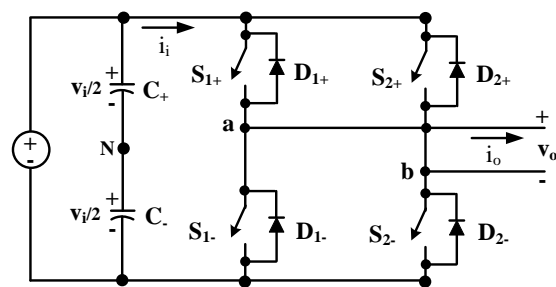 i_i
+
S_1+
D_1+
S_2+
D_2+
v_i/2
C_+
-
a
+
+
-
N
i_o
v_o
b
-
+
v_i/2
C_-
-
S_1-
D_1-
S_2-
D_2-